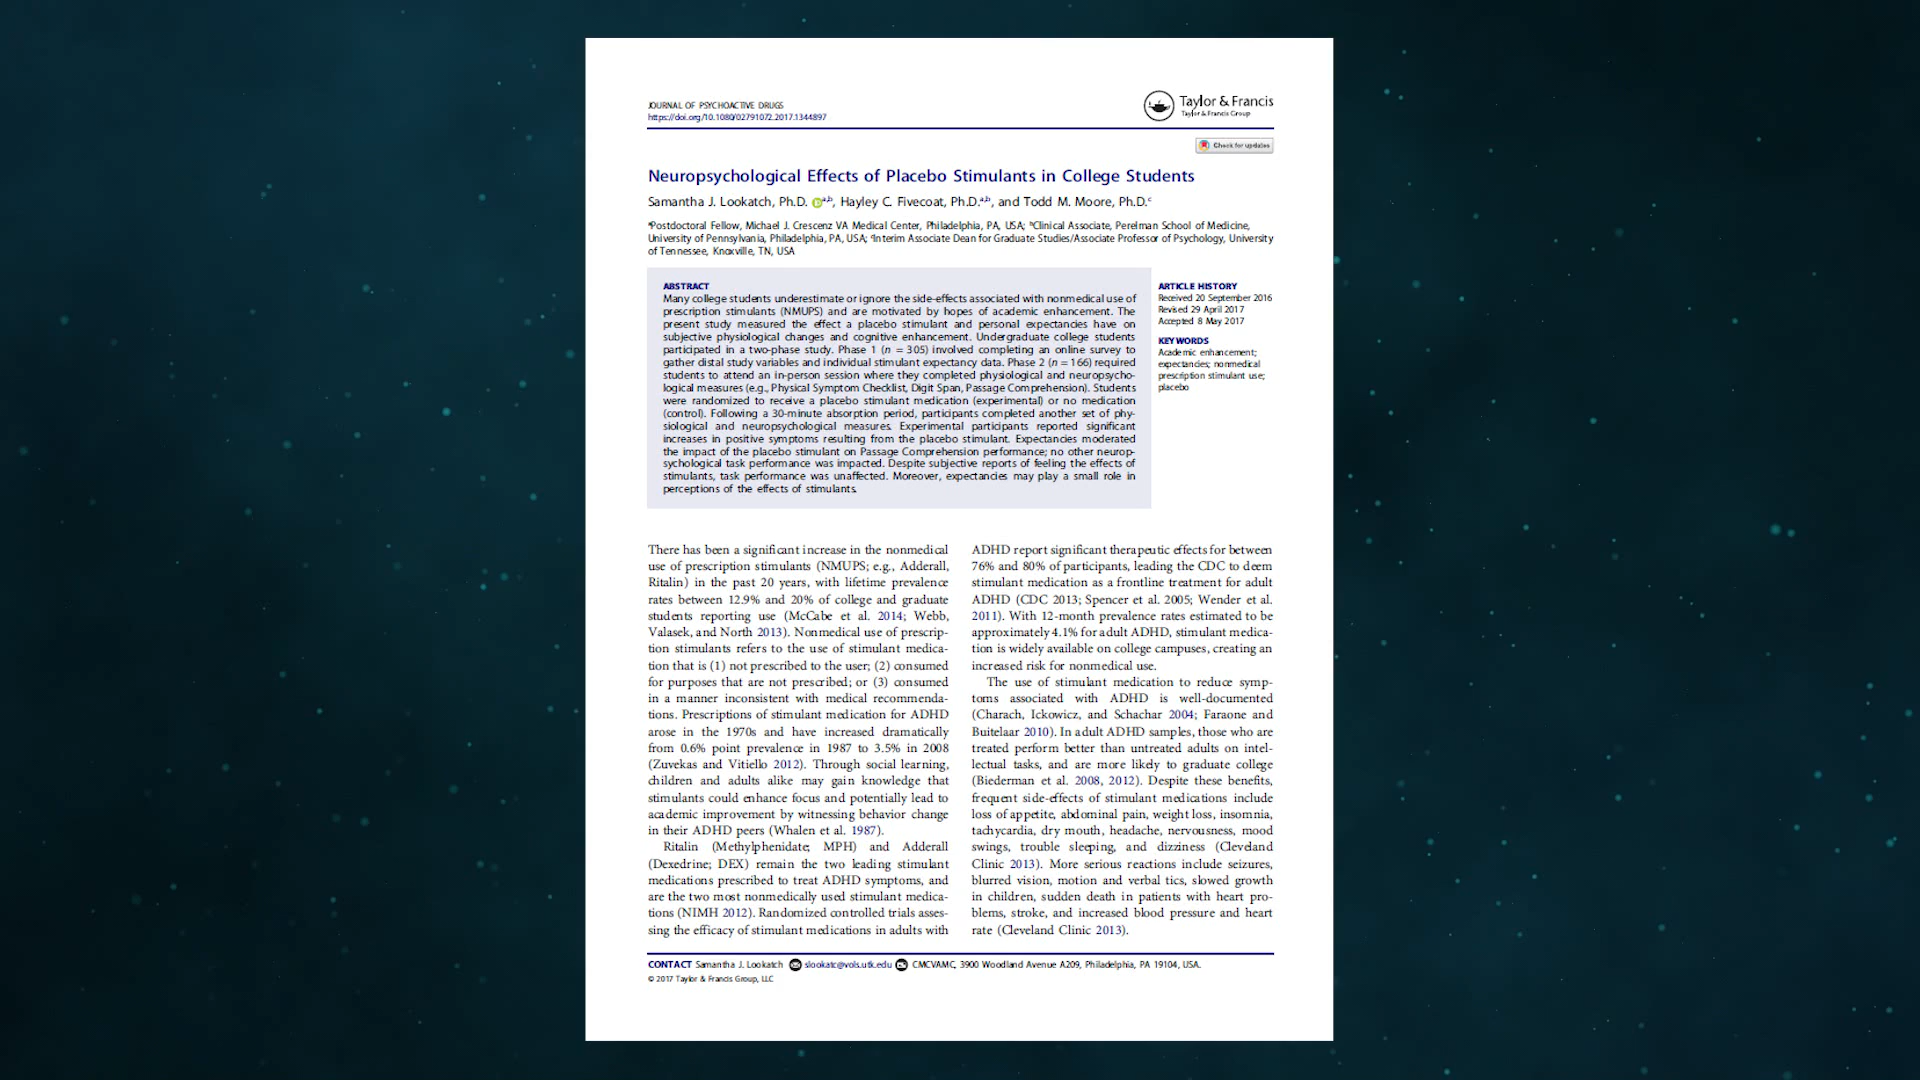 JOURNAL OF PSYCHOACTIVE DRUGS
https://doi.org/10.1080/02791072.2017.1344897
Taylor & Francis
Taylor & Francis Group
Check for updates
Neuropsychological Effects of Placebo Stimulants in College Students
Samantha J. Lookatch, Ph.D. a,b, Hayley C. Fivecoat, Ph.D.a,b, and Todd M. Moore, Ph.D.c
aPostdoctoral Fellow, Michael J. Crescenz VA Medical Center, Philadelphia, PA, USA; bClinical Associate, Perelman School of Medicine,
University of Pennsylvania, Philadelphia, PA, USA; cInterim Associate Dean for Graduate Studies/Associate Professor of Psychology, University
of Tennessee, Knoxville, TN, USA
ABSTRACT
Many college students underestimate or ignore the side-effects associated with nonmedical use of
prescription stimulants (NMUPS) and are motivated by hopes of academic enhancement. The
present study measured the effect a placebo stimulant and personal expectancies have on
subjective physiological changes and cognitive enhancement. Undergraduate college students
participated in a two-phase study. Phase 1 (n = 305) involved completing an online survey to
gather distal study variables and individual stimulant expectancy data. Phase 2 (n = 166) required
students to attend an in-person session where they completed physiological and neuropsycho-
logical measures (e.g., Physical Symptom Checklist, Digit Span, Passage Comprehension). Students
were randomized to receive a placebo stimulant medication (experimental) or no medication
(control). Following a 30-minute absorption period, participants completed another set of phy-
siological and neuropsychological measures. Experimental participants reported significant
increases in positive symptoms resulting from the placebo stimulant. Expectancies moderated
the impact of the placebo stimulant on Passage Comprehension performance; no other neurop-
sychological task performance was impacted. Despite subjective reports of feeling the effects of
stimulants, task performance was unaffected. Moreover, expectancies may play a small role in
perceptions of the effects of stimulants.
ARTICLE HISTORY
Received 20 September 2016
Revised 29 April 2017
Accepted 8 May 2017
KEYWORDS
Academic enhancement;
expectancies; nonmedical
prescription stimulant use;
placebo
There has been a significant increase in the nonmedical
use of prescription stimulants (NMUPS; e.g., Adderall,
Ritalin) in the past 20 years, with lifetime prevalence
rates between 12.9% and 20% of college and graduate
students reporting use (McCabe et al. 2014; Webb,
Valasek, and North 2013). Nonmedical use of prescrip-
tion stimulants refers to the use of stimulant medica-
tion that is (1) not prescribed to the user; (2) consumed
for purposes that are not prescribed; or (3) consumed
in a manner inconsistent with medical recommenda-
tions. Prescriptions of stimulant medication for ADHD
arose in the 1970s and have increased dramatically
from 0.6% point prevalence in 1987 to 3.5% in 2008
(Zuvekas and Vitiello 2012). Through social learning,
children and adults alike may gain knowledge that
stimulants could enhance focus and potentially lead to
academic improvement by witnessing behavior change
in their ADHD peers (Whalen et al. 1987).
Ritalin (Methylphenidate; MPH) and Adderall
(Dexedrine; DEX) remain the two leading stimulant
medications prescribed to treat ADHD symptoms, and
are the two most nonmedically used stimulant medica-
tions (NIMH 2012). Randomized controlled trials asses-
sing the efficacy of stimulant medications in adults with
ADHD report significant therapeutic effects for between
76% and 80% of participants, leading the CDC to deem
stimulant medication as a frontline treatment for adult
ADHD (CDC 2013; Spencer et al. 2005; Wender et al.
2011). With 12-month prevalence rates estimated to be
approximately 4.1% for adult ADHD, stimulant medica-
tion is widely available on college campuses, creating an
increased risk for nonmedical use.
The use of stimulant medication to reduce symp-
toms associated with ADHD is well-documented
(Charach, Ickowicz, and Schachar 2004; Faraone and
Buitelaar 2010). In adult ADHD samples, those who are
treated perform better than untreated adults on intel-
lectual tasks, and are more likely to graduate college
(Biederman et al. 2008, 2012). Despite these benefits,
frequent side-effects of stimulant medications include
loss of appetite, abdominal pain, weight loss, insomnia,
tachycardia, dry mouth, headache, nervousness, mood
swings, trouble sleeping, and dizziness (Cleveland
Clinic 2013). More serious reactions include seizures,
blurred vision, motion and verbal tics, slowed growth
in children, sudden death in patients with heart pro-
blems, stroke, and increased blood pressure and heart
rate (Cleveland Clinic 2013).
CONTACT Samantha J. Lookatch slookatc@vols.utk.edu CMCVAMC, 3900 Woodland Avenue A209, Philadelphia, PA 19104, USA.
© 2017 Taylor & Francis Group, LLC